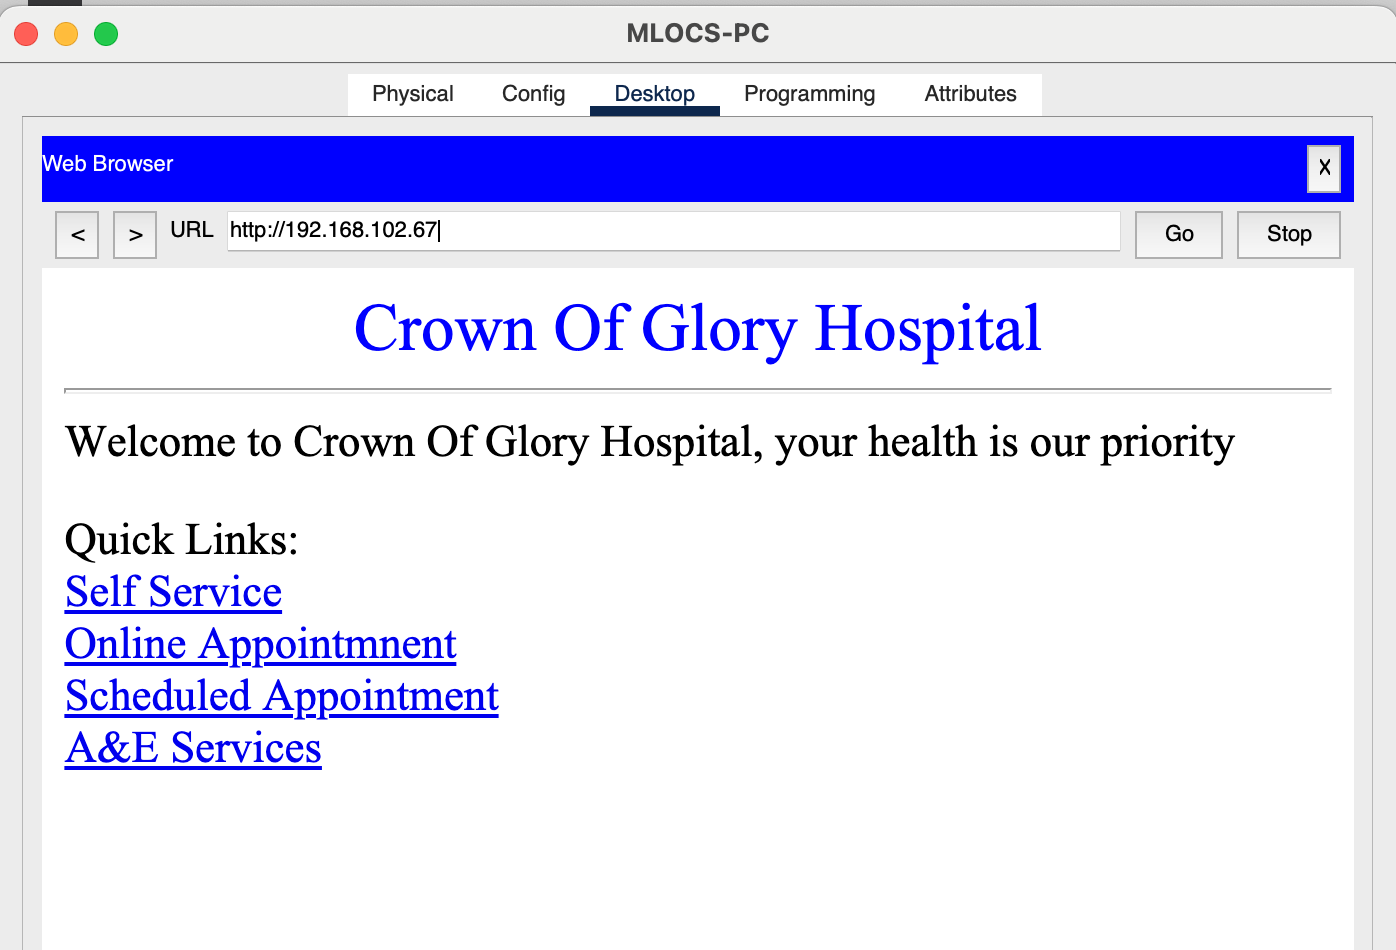 MLOCS-PC
Physical Config Desktop Programming Attributes
Web Browser
X
< > URL http://192.168.102.67 Go Stop
Crown Of Glory Hospital
Welcome to Crown Of Glory Hospital, your health is our priority
Quick Links:
Self Service
Online Appointmnent
Scheduled Appointment
A&E Services